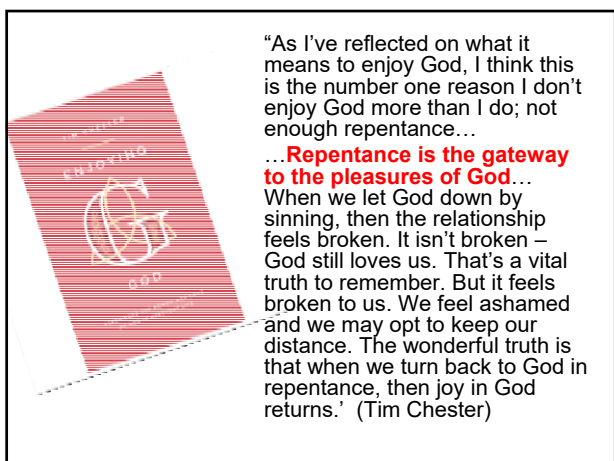 “As I’ve reflected on what it
means to enjoy God, I think this
is the number one reason I don’t
enjoy God more than I do; not
enough repentance…
…Repentance is the gateway
to the pleasures of God…
When we let God down by
sinning, then the relationship
feels broken. It isn’t broken –
God still loves us. That’s a vital
truth to remember. But it feels
broken to us. We feel ashamed
and we may opt to keep our
distance. The wonderful truth is
that when we turn back to God in
repentance, then joy in God
returns.’ (Tim Chester)
TIM CHESTER
ENJOYING
G
GOD